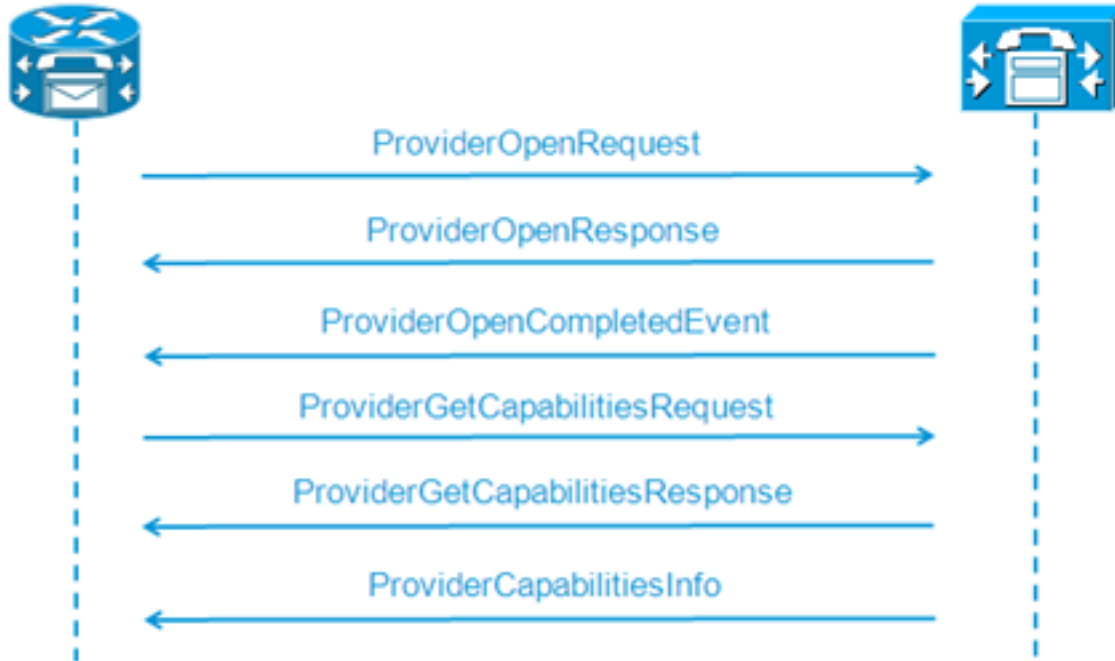 ProviderOpenRequest
ProviderOpenResponse
ProviderOpenCompletedEvent
ProviderGetCapabilitiesRequest
ProviderGetCapabilitiesResponse
ProviderCapabilitiesInfo